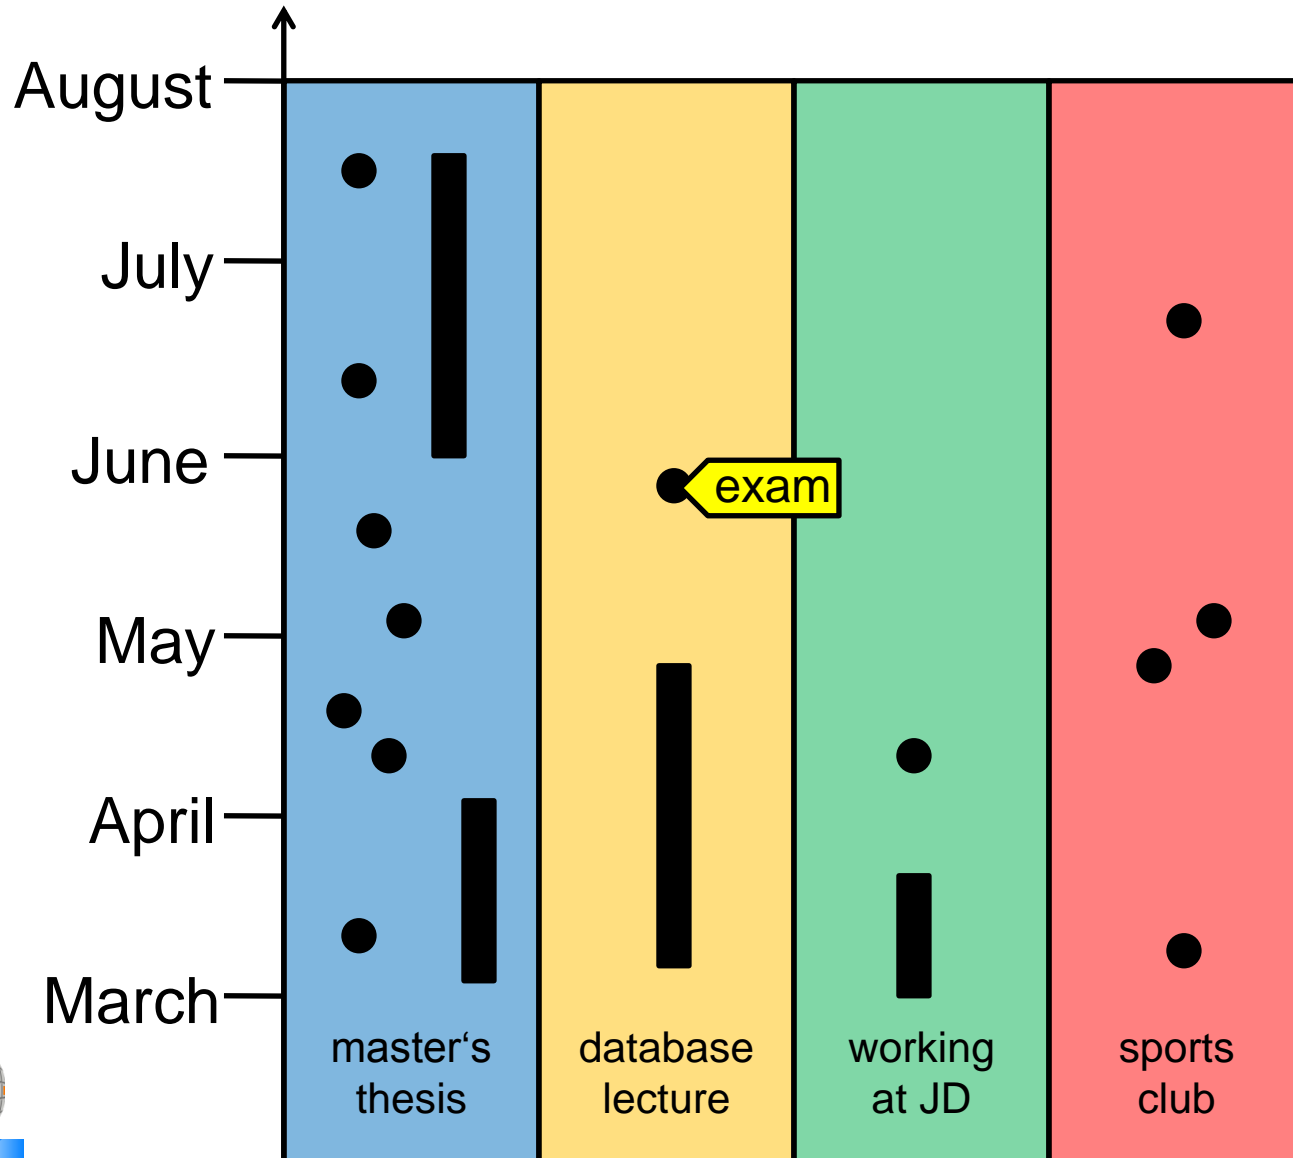 August
July
June
exam
May
April
March
master‘s
thesis
database
lecture
working
at JD
sports
club